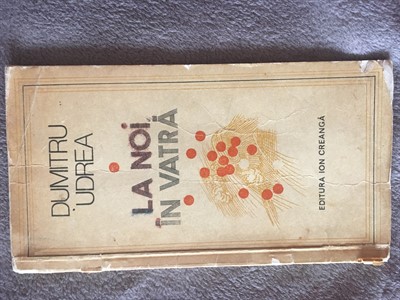 DUMITRU
UDREA
LA NOI,
ÎN VATRĂ
EDITURA ION CREANGĂ